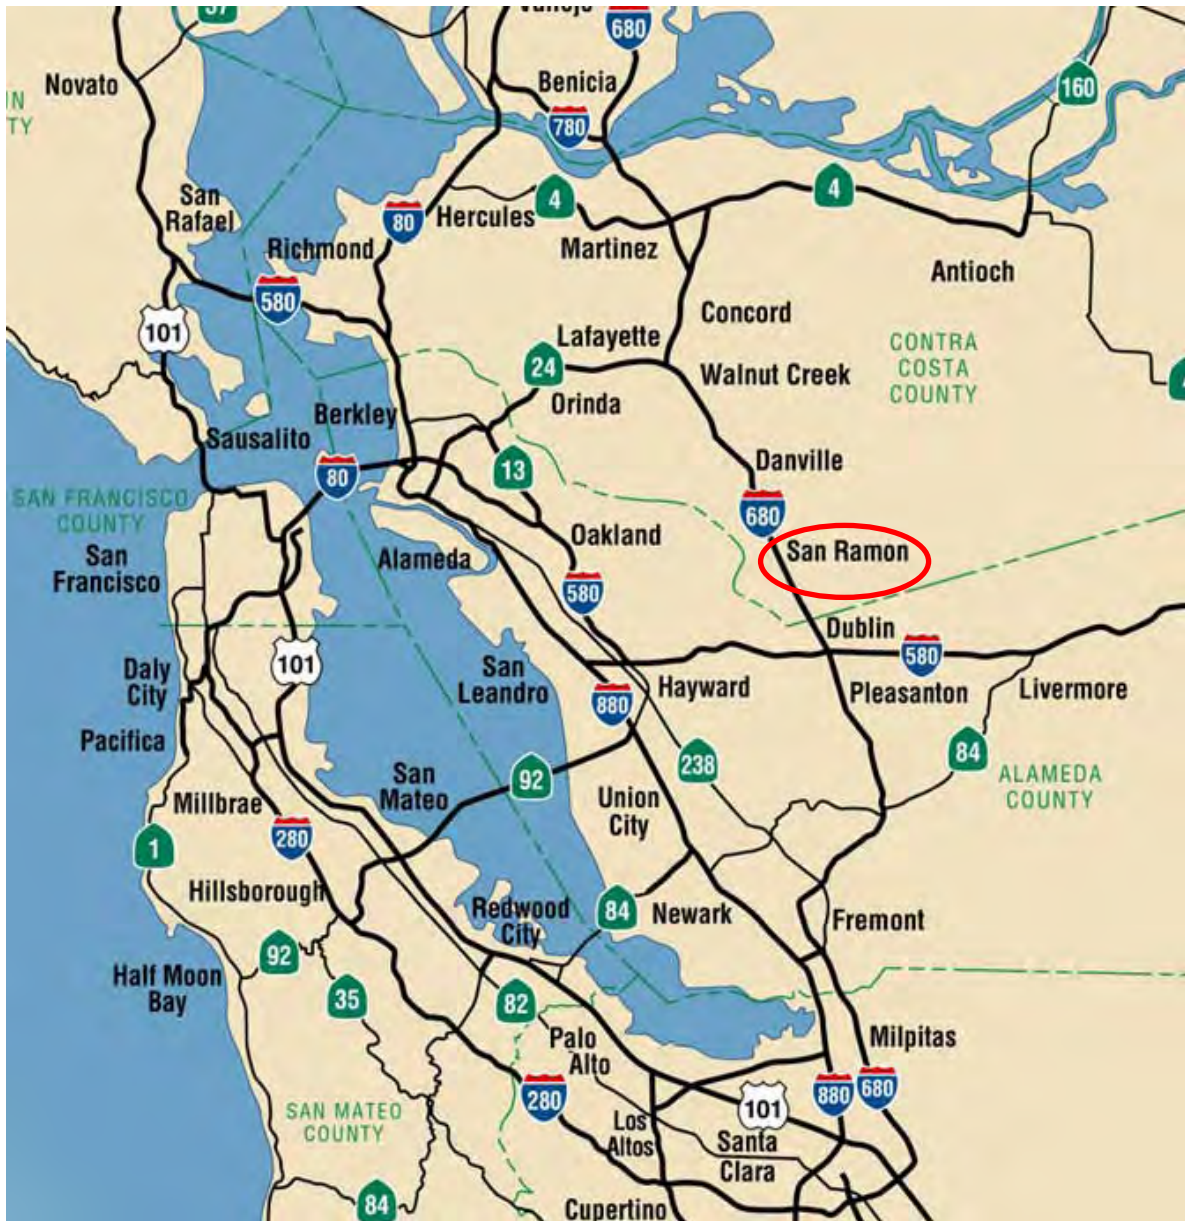 37
Vallejo
680
Novato
Benicia
160
780
San
Rafael
80
Hercules
4
4
Richmond
Martinez
Antioch
580
101
Concord
Lafayette
CONTRA
COSTA
COUNTY
24
Walnut Creek
Orinda
Berkley
Sausalito
Danville
80
13
SAN FRANCISCO
COUNTY
680
Oakland
San Ramon
San
Francisco
Alameda
580
Dublin
101
580
Daly
City
San
Leandro
Hayward
Pleasanton
Livermore
880
Pacifica
84
238
92
San
Mateo
ALAMEDA
COUNTY
Millbrae
Union
City
280
1
Hillsborough
Redwood
City
84
Newark
Fremont
92
Half Moon
Bay
35
82
Palo
Alto
Milpitas
280
880
680
101
SAN MATEO
COUNTY
Los
Altos
Santa
Clara
84
Cupertino